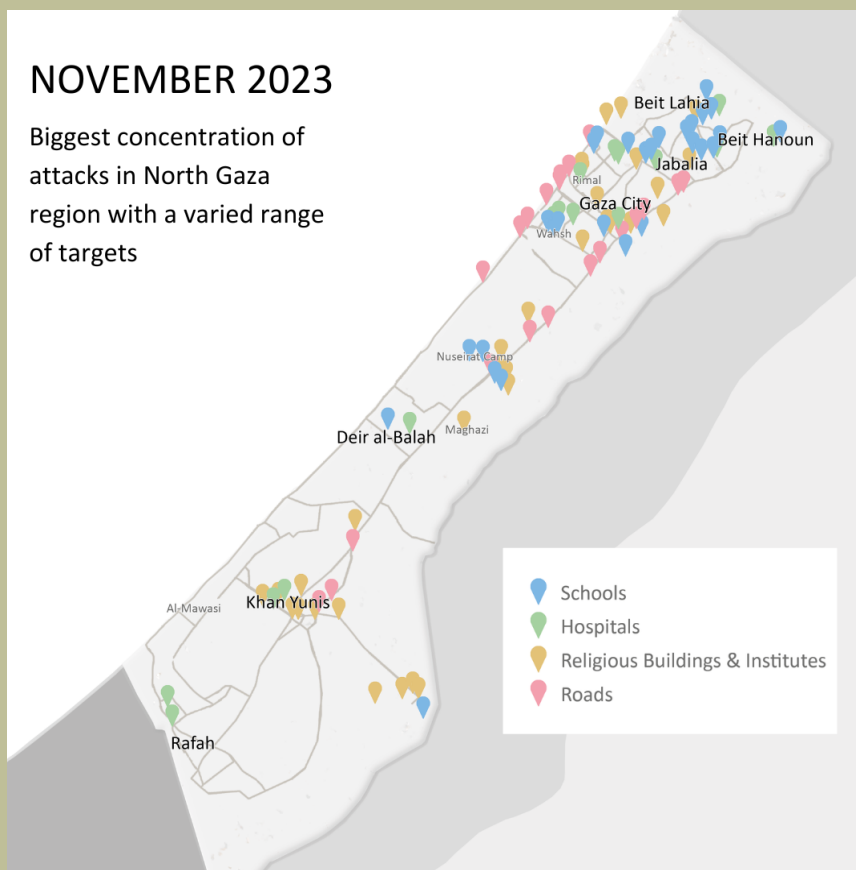 NOVEMBER 2023
Biggest concentration of
attacks in North Gaza
region with a varied range
of targets
Beit Lahia
Beit Hanoun
Jabalia
Rimal
Gaza City
Nuseirat Camp
Maghazi
Deir al-Balah
Al-Mawasi
Khan Yunis
Rafah
Schools
Hospitals
Religious Buildings & Institutes
Roads